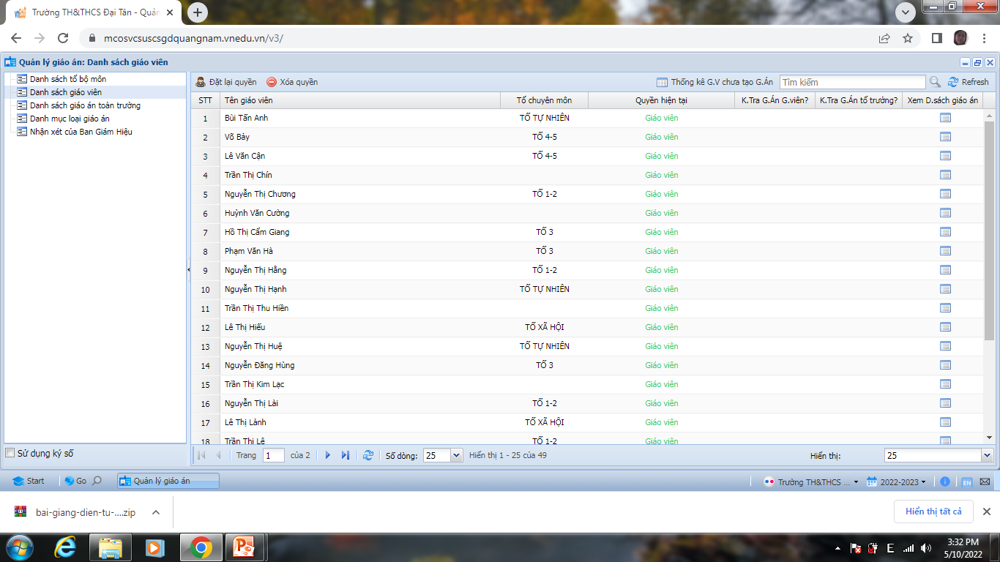 Trường TH&THCS Đại Tân - Quản
mcosvcsuscsgdquangnam.vnedu.vn/v3/
Quản lý giáo án: Danh sách giáo viên
Danh sách tổ bộ môn
Danh sách giáo viên
Danh sách giáo án toàn trường
Danh mục loại giáo án
Nhận xét của Ban Giám Hiệu
Sử dụng ký số
Đặt lại quyền Xóa quyền Thống kê G.V chưa tạo G.Án Tìm kiếm Refresh
STT Tên giáo viên Tổ chuyên môn Quyền hiện tại K.Tra G.Án G.viên? K.Tra G.Án tổ trưởng? Xem D.sách giáo án
1 Bùi Tấn Anh TỔ TỰ NHIÊN Giáo viên
2 Võ Bảy TỔ 4-5 Giáo viên
3 Lê Văn Cận TỔ 4-5 Giáo viên
4 Trần Thị Chín Giáo viên
5 Nguyễn Thị Chương TỔ 1-2 Giáo viên
6 Huỳnh Văn Cường Giáo viên
7 Hồ Thị Cẩm Giang TỔ 3 Giáo viên
8 Phạm Văn Hà TỔ 3 Giáo viên
9 Nguyễn Thị Hằng TỔ 1-2 Giáo viên
10 Nguyễn Thị Hạnh TỔ TỰ NHIÊN Giáo viên
11 Trần Thị Thu Hiền Giáo viên
12 Lê Thị Hiếu TỔ XÃ HỘI Giáo viên
13 Nguyễn Thị Huệ TỔ TỰ NHIÊN Giáo viên
14 Nguyễn Đăng Hùng TỔ 3 Giáo viên
15 Trần Thị Kim Lạc Giáo viên
16 Nguyễn Thị Lài TỔ 1-2 Giáo viên
17 Lê Thị Lành TỔ XÃ HỘI Giáo viên
18 Trần Thị Lê TỔ 1-2 Giáo viên
Trang 1 của 2 Số dòng: 25 Hiển thị 1 - 25 của 49 Hiển thị: 25
Start Go Quản lý giáo án Trường TH&THCS ... 2022-2023 EN
bai-giang-dien-tu-....zip Hiển thị tất cả
E 3:32 PM
5/10/2022